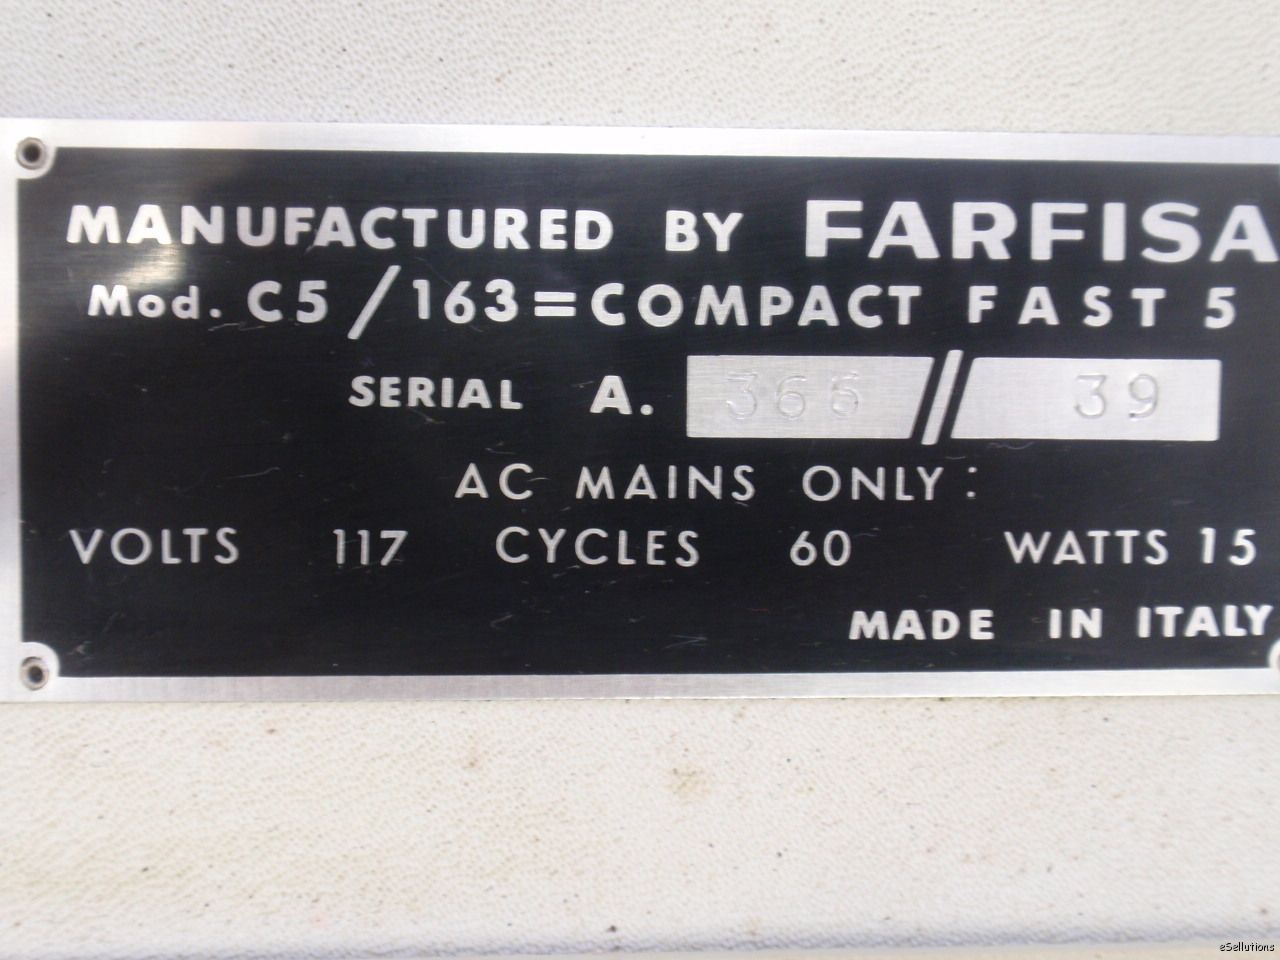 MANUFACTURED BY FARFISA
Mod. C5/163=COMPACT FAST 5
SERIAL A. 366//39
AC MAINS ONLY:
VOLTS 117 CYCLES 60 WATTS 15
MADE IN ITALY
eSellutions